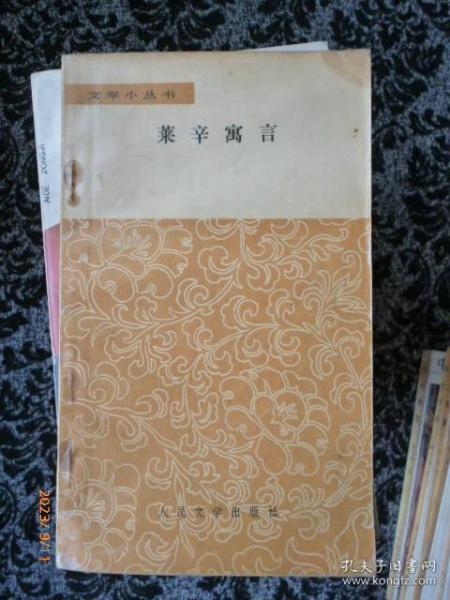 文学小丛书
莱辛寓言
人民文学出版社
2023/9/11
孔夫子旧书网
www.kongfz.com